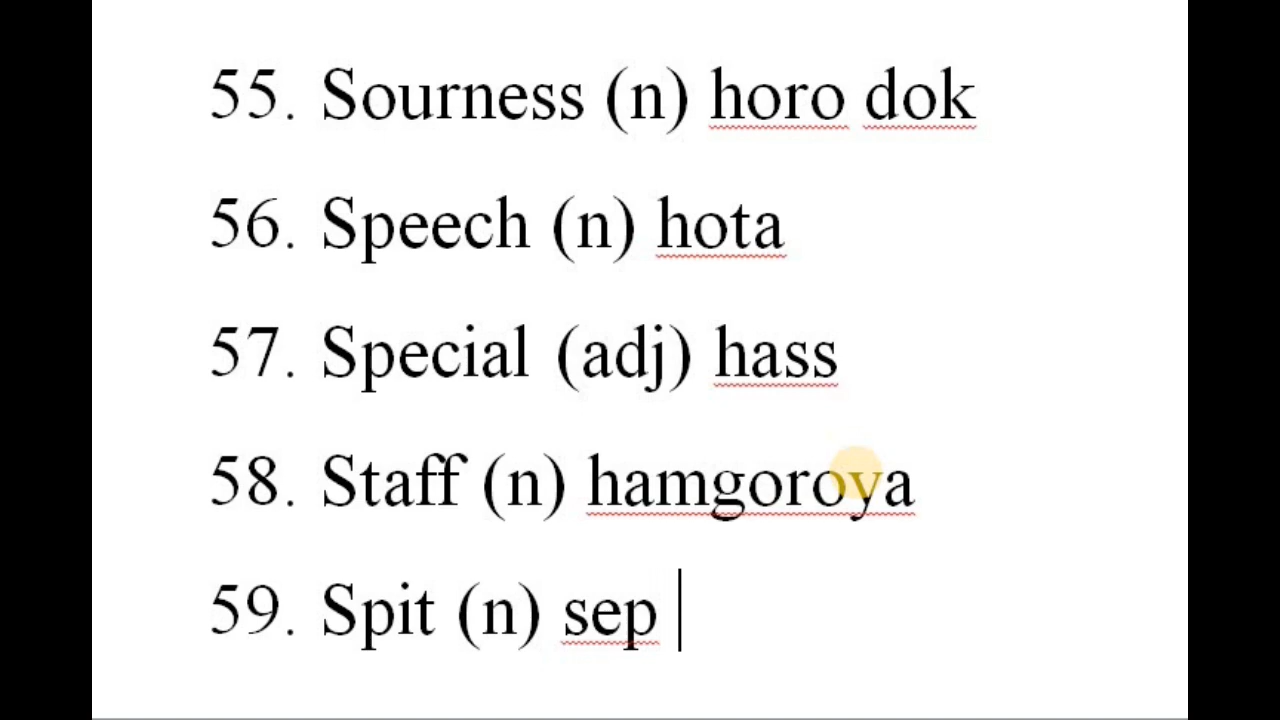 55. Sourness (n) horo dok
56. Speech (n) hota
57. Special (adj) hass
58. Staff (n) hamgoroya
59. Spit (n) sep